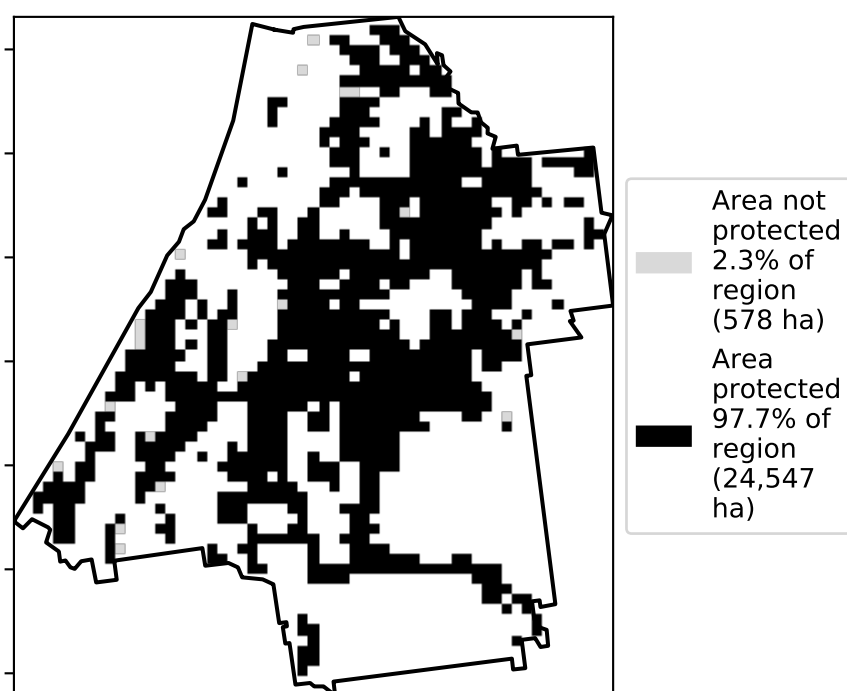 Area not
protected
2.3% of
region
(578 ha)
Area
protected
97.7% of
region
(24,547
ha)